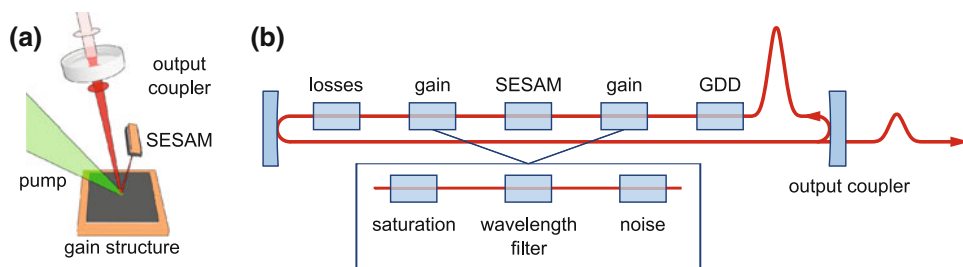 (a)
output
coupler
SESAM
pump
gain structure
(b)
losses gain SESAM gain GDD
output coupler
saturation wavelength noise
filter